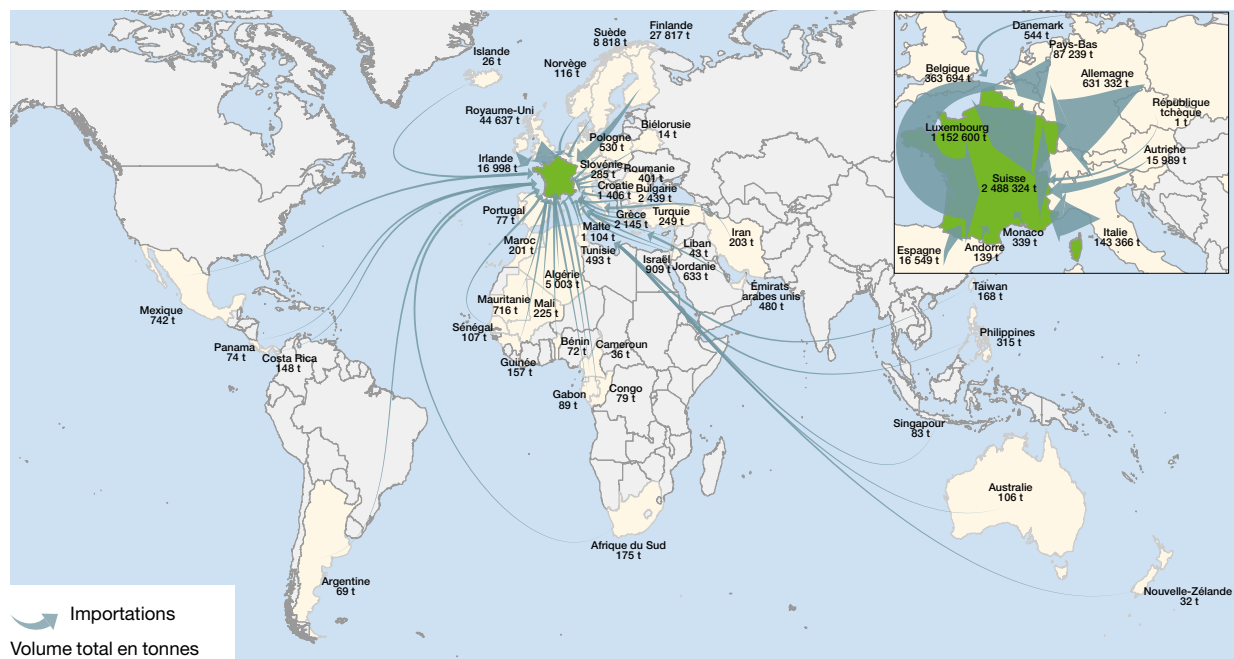 Islande
26 t
Suède
8 818 t
Finlande
27 817 t
Norvège
116 t
Royaume-Uni
44 637 t
Biélorusie
14 t
Pologne
530 t
Irlande
16 998 t
Slovénie
285 t
Roumanie
401 t
Croatie
1 406 t
Bulgarie
2 439 t
Portugal
77 t
Grèce
2 145 t
Turquie
249 t
Malte
1 104 t
Maroc
201 t
Tunisie
493 t
Liban
43 t
Iran
203 t
Israël
909 t
Jordanie
633 t
Algérie
5 003 t
Émirats
arabes unis
480 t
Mauritanie
716 t
Mali
225 t
Sénégal
107 t
Guinée
157 t
Bénin
72 t
Cameroun
36 t
Gabon
89 t
Congo
79 t
Afrique du Sud
175 t
Mexique
742 t
Panama
74 t
Costa Rica
148 t
Argentine
69 t
Taiwan
168 t
Philippines
315 t
Singapour
83 t
Australie
106 t
Nouvelle-Zélande
32 t
Danemark
544 t
Pays-Bas
87 239 t
Belgique
363 694 t
Allemagne
631 332 t
République
tchèque
1 t
Luxembourg
1 152 600 t
Autriche
15 989 t
Suisse
2 488 324 t
Monaco
339 t
Italie
143 366 t
Espagne
16 549 t
Andorre
139 t
Importations
Volume total en tonnes